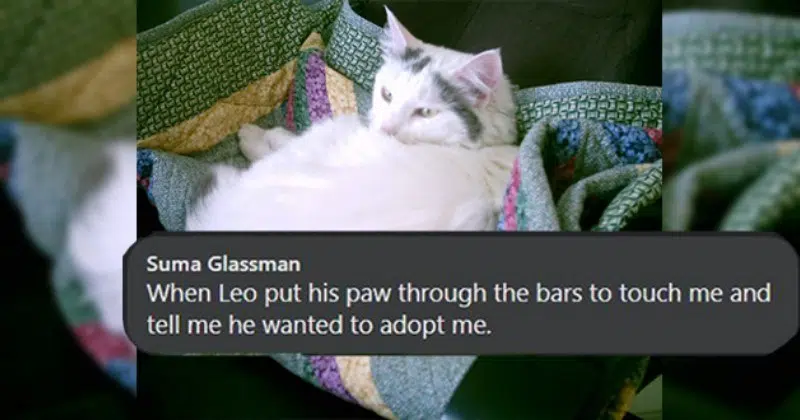 Suma Glassman
When Leo put his paw through the bars to touch me and
tell me he wanted to adopt me.